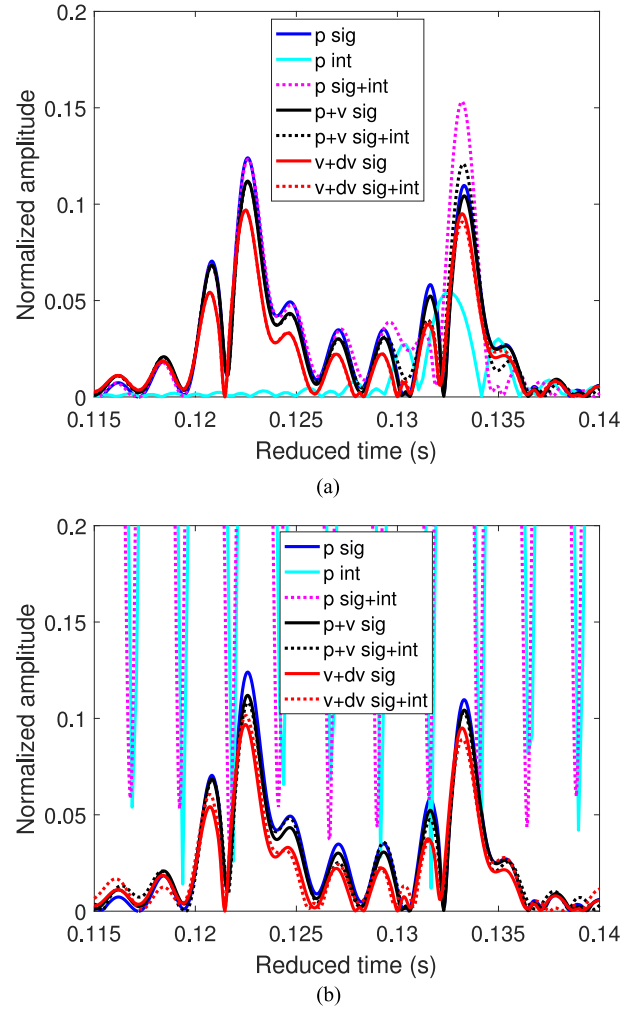 0.2
0.15
0.1
0.05
0
Normalized amplitude
p sig
p int
p sig+int
p+v sig
p+v sig+int
v+dv sig
v+dv sig+int
0.115 0.12 0.125 0.13 0.135 0.14
Reduced time (s)
(a)
0.2
0.15
0.1
0.05
0
Normalized amplitude
p sig
p int
p sig+int
p+v sig
p+v sig+int
v+dv sig
v+dv sig+int
0.115 0.12 0.125 0.13 0.135 0.14
Reduced time (s)
(b)